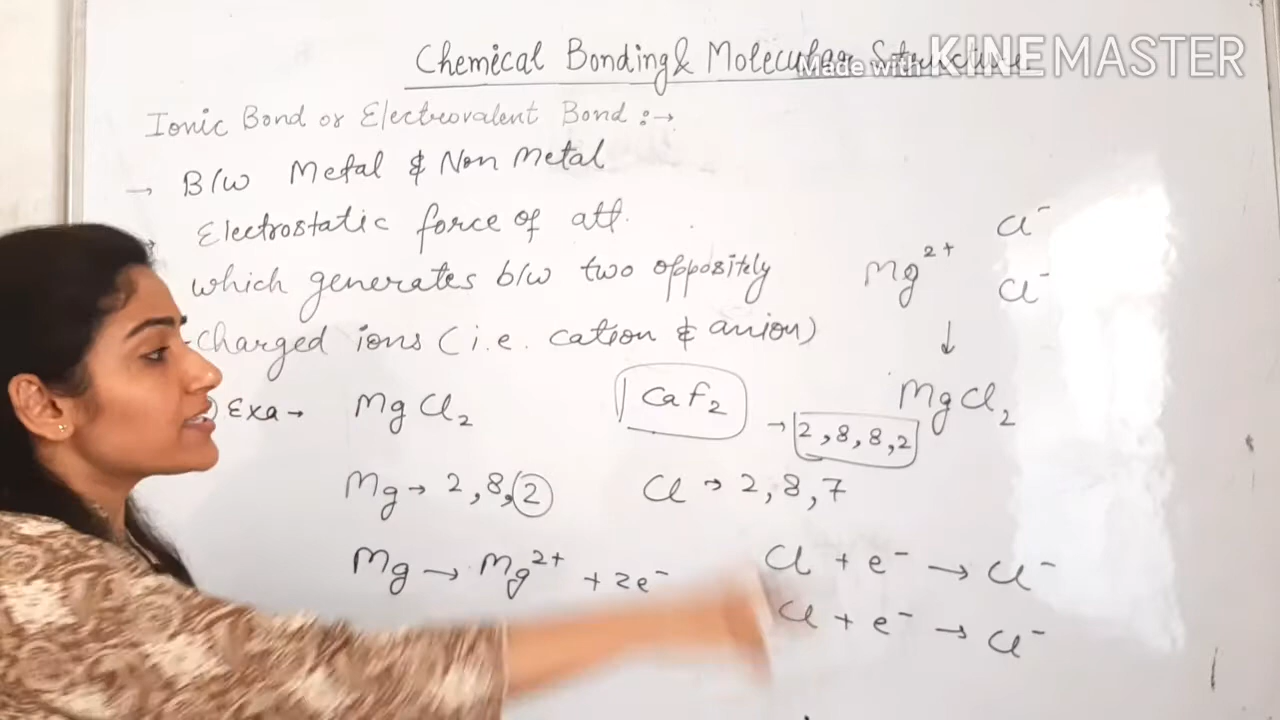 Chemical Bonding & Molecular Structure
Made with KINEMASTER
Ionic Bond or Electrovalent Bond :→
→ B/w Metal & Non Metal
Electrostatic force of att.
which generates b/w two oppositely
charged ions (i.e. cation & anion)
Exa → MgCl₂
CaF₂
→ 2,8,8,2
Mg → 2,8,2
Cl → 2,8,7
Mg → Mg²⁺ + 2e⁻
Cl + e⁻ → Cl⁻
Cl + e⁻ → Cl⁻
Cl⁻
Mg²⁺
Cl⁻
↓
MgCl₂